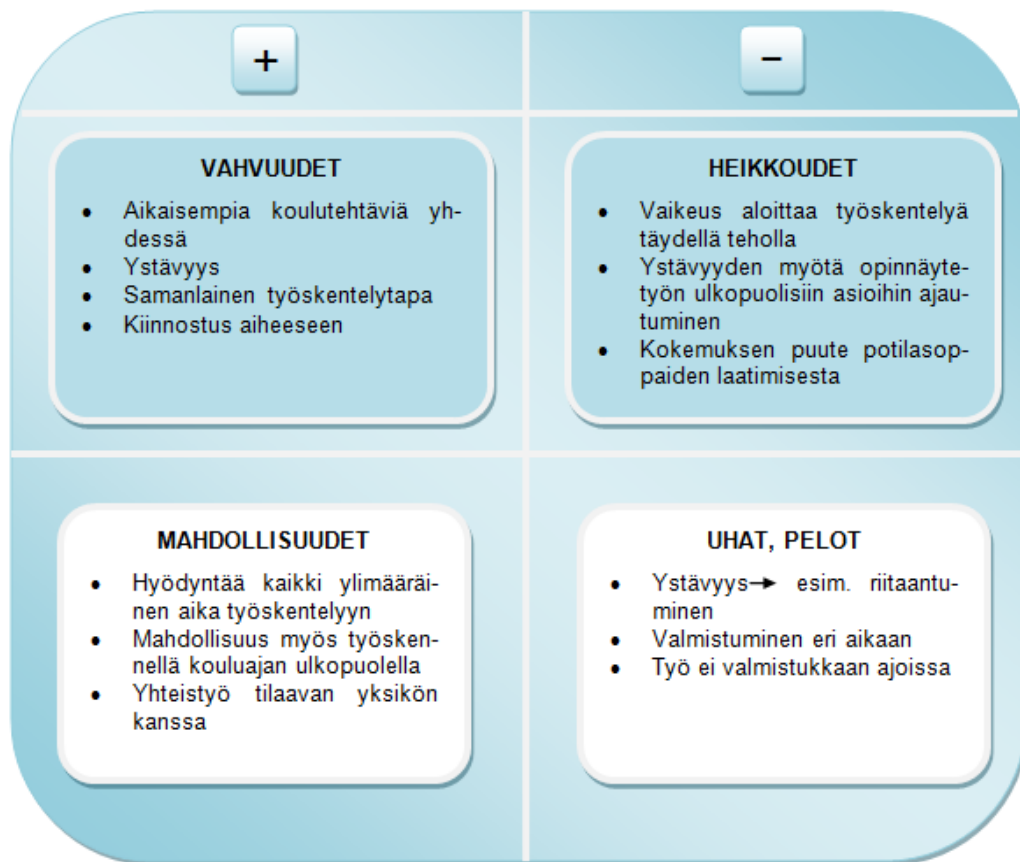 +
−
VAHVUUDET
• Aikaisempia koulutehtäviä yh-
dessä
• Ystävyys
• Samanlainen työskentelytapa
• Kiinnostus aiheeseen
HEIKKOUDET
• Vaikeus aloittaa työskentelyä
täydellä teholla
• Ystävyyden myötä opinnäyte-
työn ulkopuolisiin asioihin ajau-
tuminen
• Kokemuksen puute potilasop-
paiden laatimisesta
MAHDOLLISUUDET
• Hyödyntää kaikki ylimääräi-
nen aika työskentelyyn
• Mahdollisuus myös työsken-
nellä kouluajan ulkopuolella
• Yhteistyö tilaavan yksikön
kanssa
UHAT, PELOT
• Ystävyys→ esim. riitaantu-
minen
• Valmistuminen eri aikaan
• Työ ei valmistukkaan ajoissa